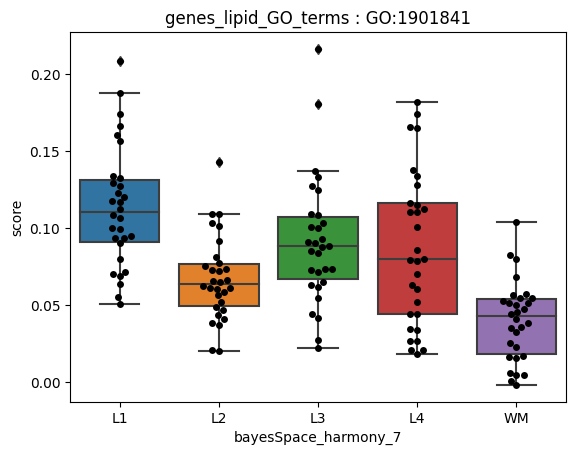 genes_lipid_GO_terms : GO:1901841
score
0.20
0.15
0.10
0.05
0.00
L1 L2 L3 L4 WM
bayesSpace_harmony_7